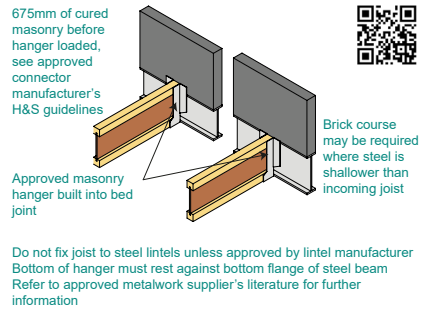 675mm of cured
masonry before
hanger loaded,
see approved
connector
manufacturer's
H&S guidelines
Approved masonry
hanger built into bed
joint
Brick course
may be required
where steel is
shallower than
incoming joist
Do not fix joist to steel lintels unless approved by lintel manufacturer
Bottom of hanger must rest against bottom flange of steel beam
Refer to approved metalwork supplier's literature for further
information